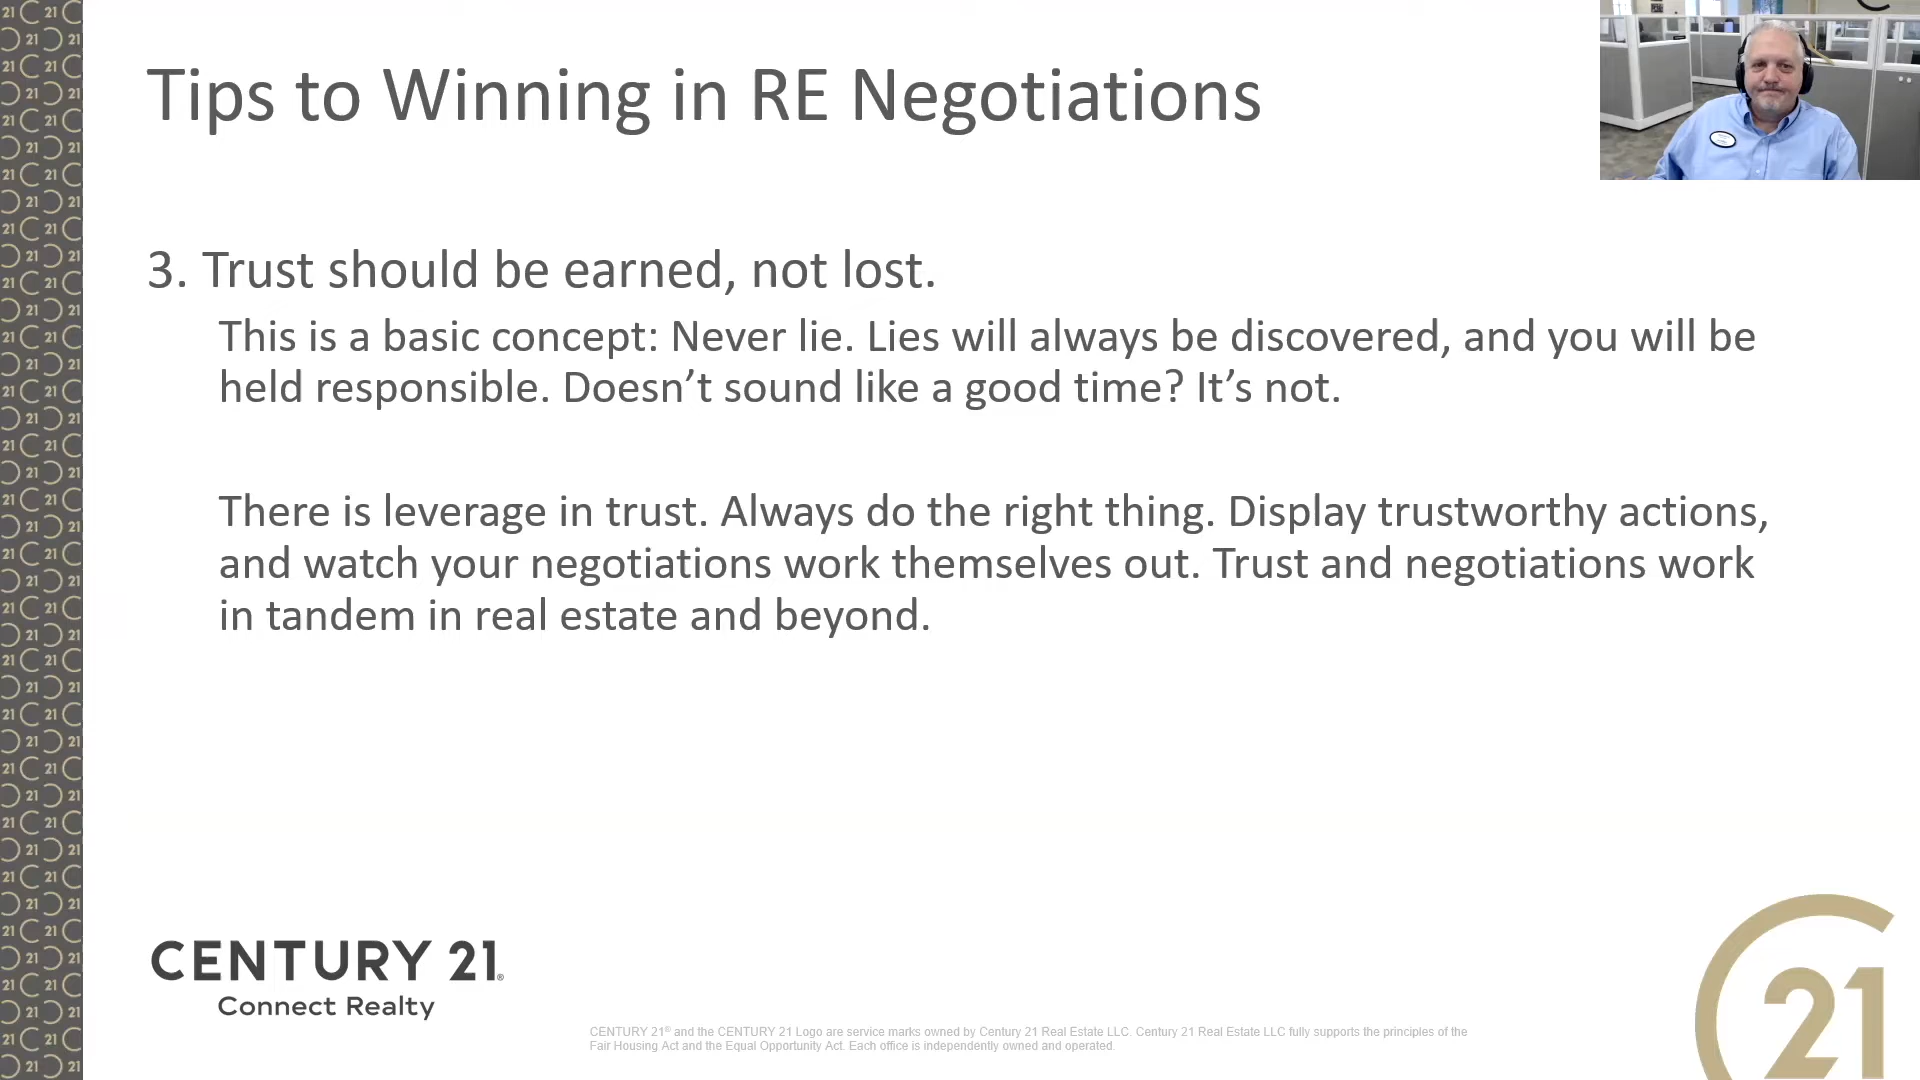 Tips to Winning in RE Negotiations
3. Trust should be earned, not lost.
This is a basic concept: Never lie. Lies will always be discovered, and you will be
held responsible. Doesn’t sound like a good time? It’s not.
There is leverage in trust. Always do the right thing. Display trustworthy actions,
and watch your negotiations work themselves out. Trust and negotiations work
in tandem in real estate and beyond.
CENTURY 21®
Connect Realty
CENTURY 21® and the CENTURY 21 Logo are service marks owned by Century 21 Real Estate LLC. Century 21 Real Estate LLC fully supports the principles of the
Fair Housing Act and the Equal Opportunity Act. Each office is independently owned and operated.
C21